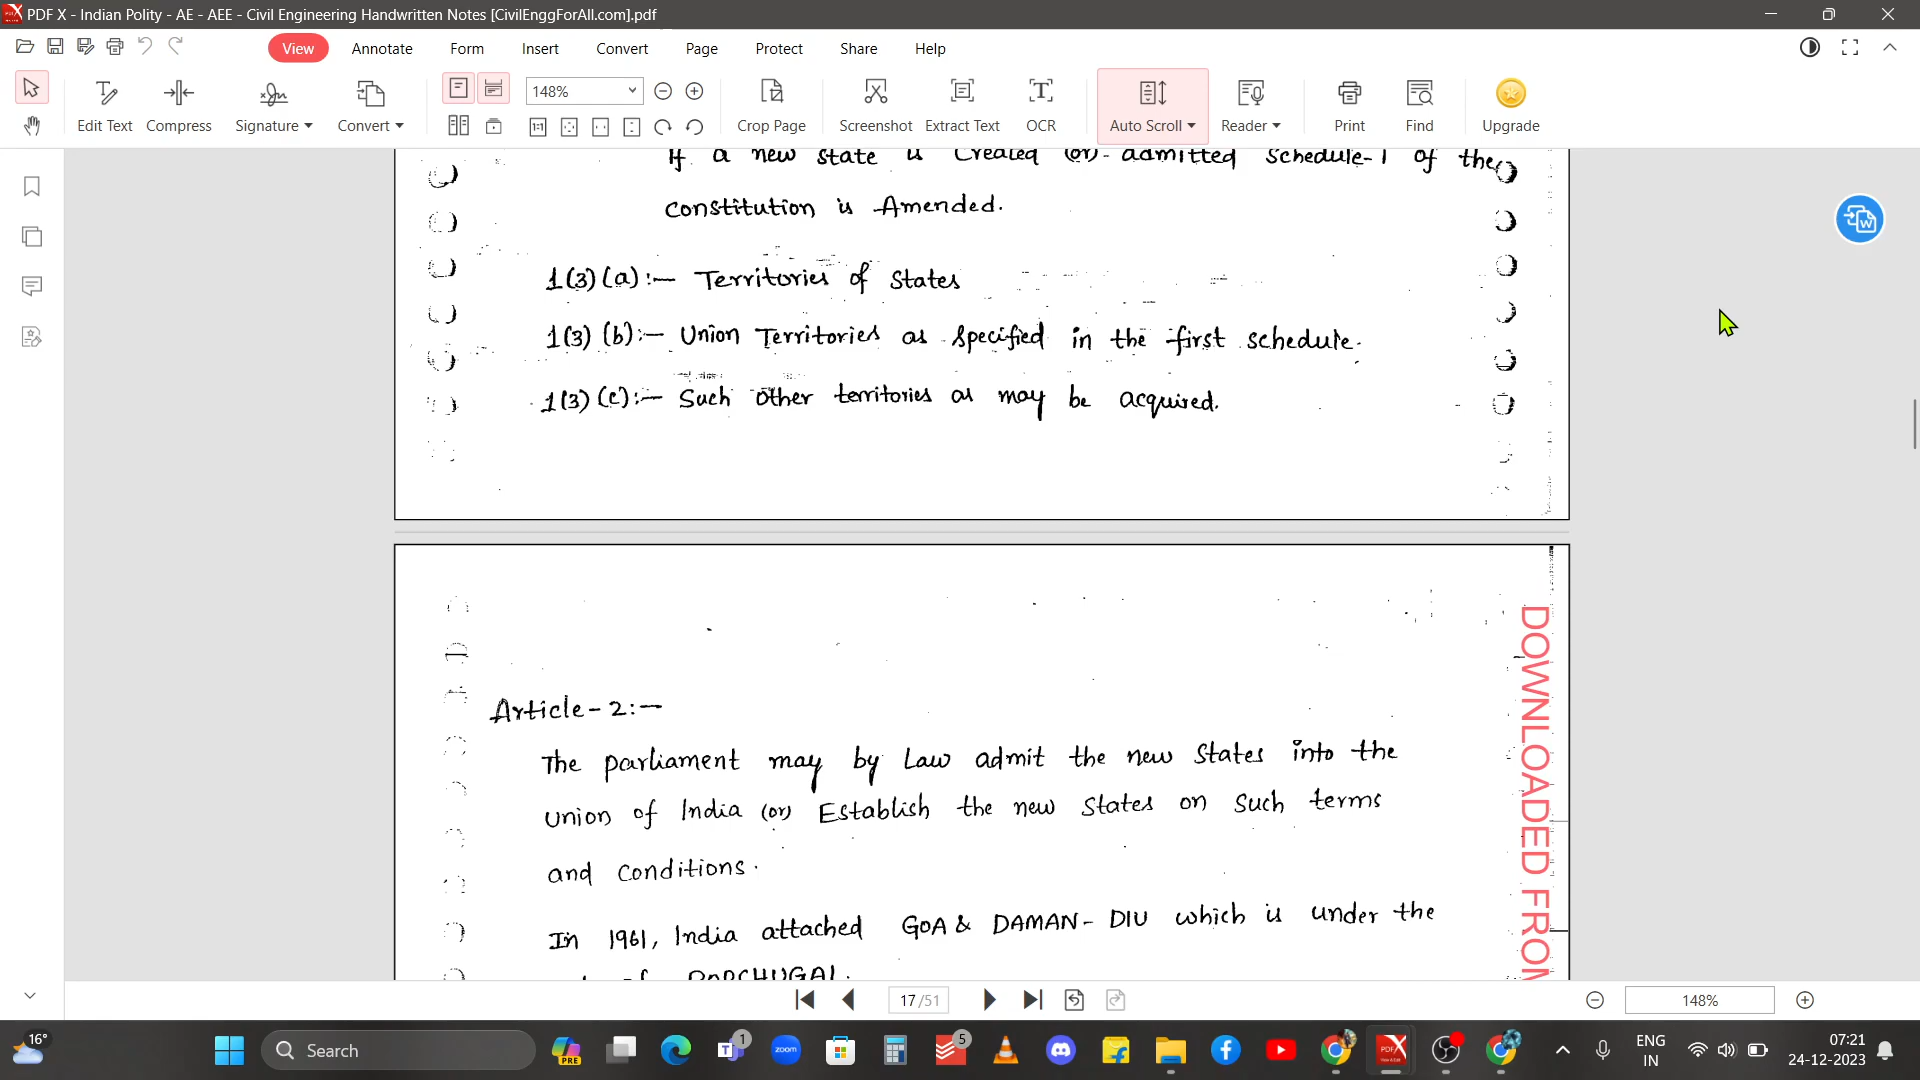 PDF X - Indian Polity - AE - AEE - Civil Engineering Handwritten Notes [CivilEnggForAll.com].pdf
View Annotate Form Insert Convert Page Protect Share Help
148%
Edit Text Compress Signature Convert Crop Page Screenshot Extract Text OCR Auto Scroll Reader Print Find Upgrade
If a new state is created (or) admitted Schedule-1 of the
constitution is Amended.
1(3)(a):- Territories of States
1(3)(b):- Union Territories as specified in the first schedule.
1(3)(c):- Such other territories as may be acquired.
Article-2:-
The parliament may by Law admit the new States into the
union of India (or) Establish the new States on such terms
and conditions.
In 1961, India attached GOA & DAMAN-DIU which is under the
DOWNLOADED FROM
17 /51
148%
16°
Search
PRE
1
zoom
5
PDFX
ENG
IN
07:21
24-12-2023